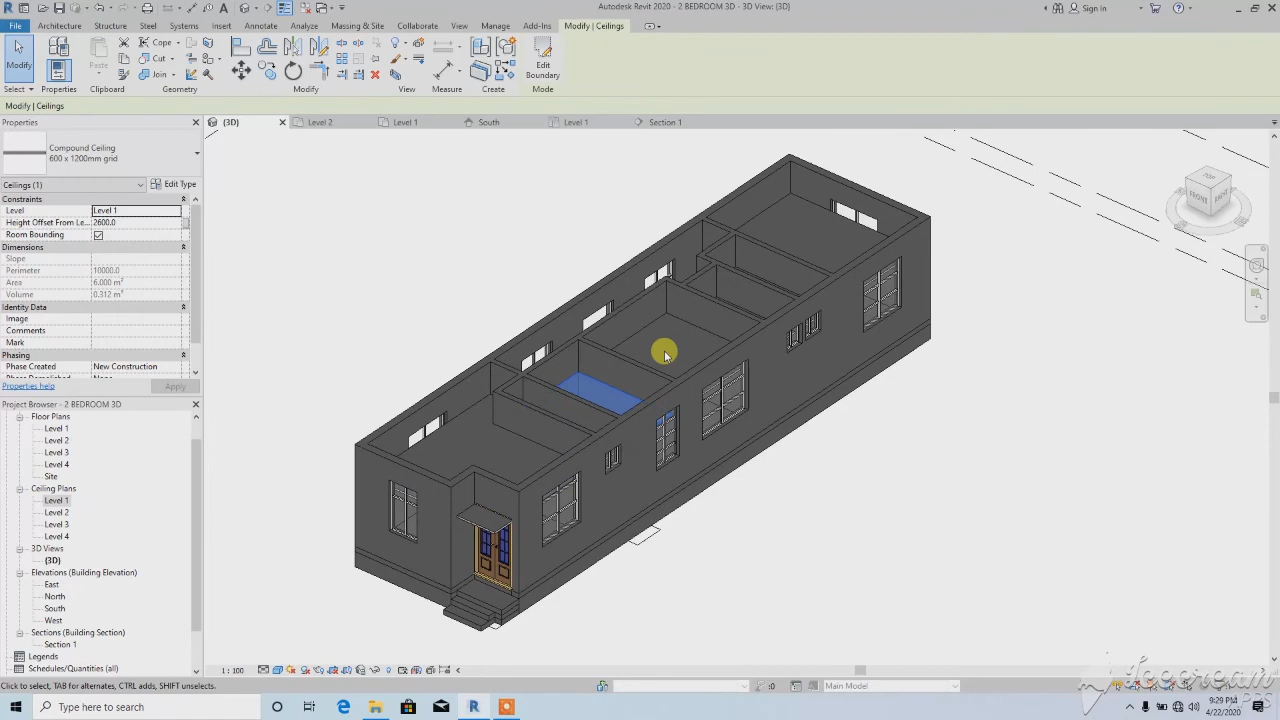 Autodesk Revit 2020 - 2 BEDROOM 3D - 3D View: {3D}
Sign In
File Architecture Structure Steel Systems Insert Annotate Analyze Massing & Site Collaborate View Manage Add-Ins Modify | Ceilings
Modify
Paste
Cope
Cut
Join
Edit
Boundary
Select Properties Clipboard Geometry Modify View Measure Create Mode
Modify | Ceilings
Properties
{3D} Level 2 Level 1 South Level 1 Section 1
Compound Ceiling
600 x 1200mm grid
Ceilings (1) Edit Type
Constraints
Level Level 1
Height Offset From Le... 2600.0
Room Bounding
Dimensions
Slope
Perimeter 10000.0
Area 6.000 m²
Volume 0.312 m³
Identity Data
Image
Comments
Mark
Phasing
Phase Created New Construction
Properties help Apply
Project Browser - 2 BEDROOM 3D
Floor Plans
Level 1
Level 2
Level 3
Level 4
Site
Ceiling Plans
Level 1
Level 2
Level 3
Level 4
3D Views
{3D}
Elevations (Building Elevation)
East
North
South
West
Sections (Building Section)
Section 1
Legends
Schedules/Quantities (all)
TOP
FRONT
RIGHT
1 : 100
Click to select, TAB for alternates, CTRL adds, SHIFT unselects.
:0
Main Model
Icecream
APPS
Type here to search
9:29 PM
4/22/2020